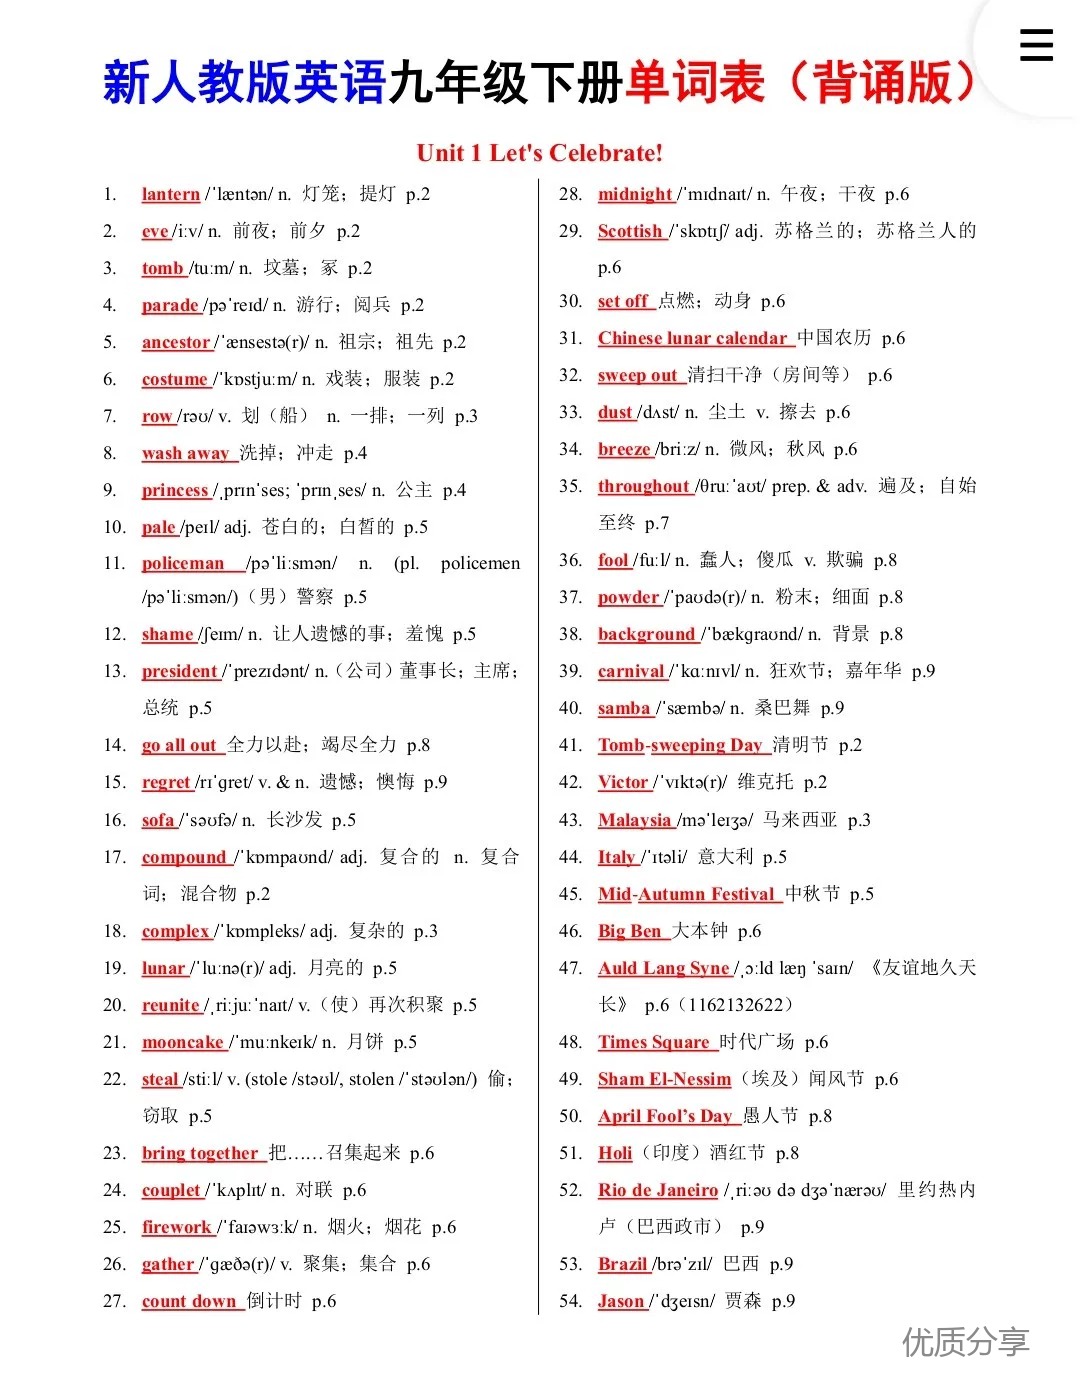 新人教版英语九年级下册单词表（背诵版）
Unit 1 Let's Celebrate!
1. lantern /ˈlæntən/ n. 灯笼；提灯 p.2
2. eve /iːv/ n. 前夜；前夕 p.2
3. tomb /tuːm/ n. 坟墓；冢 p.2
4. parade /pəˈreɪd/ n. 游行；阅兵 p.2
5. ancestor /ˈænsestə(r)/ n. 祖宗；祖先 p.2
6. costume /ˈkɒstjuːm/ n. 戏装；服装 p.2
7. row /rəʊ/ v. 划（船） n. 一排；一列 p.3
8. wash away 洗掉；冲走 p.4
9. princess /ˌprɪnˈses; ˈprɪnˌses/ n. 公主 p.4
10. pale /peɪl/ adj. 苍白的；白皙的 p.5
11. policeman /pəˈliːsmən/ n. (pl. policemen
/pəˈliːsmən/)（男）警察 p.5
12. shame /ʃeɪm/ n. 让人遗憾的事；羞愧 p.5
13. president /ˈprezɪdənt/ n.（公司）董事长；主席；
总统 p.5
14. go all out 全力以赴；竭尽全力 p.8
15. regret /rɪˈɡret/ v. & n. 遗憾；懊悔 p.9
16. sofa /ˈsəʊfə/ n. 长沙发 p.5
17. compound /ˈkɒmpaʊnd/ adj. 复合的 n. 复合
词；混合物 p.2
18. complex /ˈkɒmpleks/ adj. 复杂的 p.3
19. lunar /ˈluːnə(r)/ adj. 月亮的 p.5
20. reunite /ˌriːjuːˈnaɪt/ v.（使）再次积聚 p.5
21. mooncake /ˈmuːnkeɪk/ n. 月饼 p.5
22. steal /stiːl/ v. (stole /stəʊl/, stolen /ˈstəʊlən/) 偷；
窃取 p.5
23. bring together 把……召集起来 p.6
24. couplet /ˈkʌplɪt/ n. 对联 p.6
25. firework /ˈfaɪəwɜːk/ n. 烟火；烟花 p.6
26. gather /ˈɡæðə(r)/ v. 聚集；集合 p.6
27. count down 倒计时 p.6
28. midnight /ˈmɪdnaɪt/ n. 午夜；干夜 p.6
29. Scottish /ˈskɒtɪʃ/ adj. 苏格兰的；苏格兰人的
p.6
30. set off 点燃；动身 p.6
31. Chinese lunar calendar 中国农历 p.6
32. sweep out 清扫干净（房间等） p.6
33. dust /dʌst/ n. 尘土 v. 擦去 p.6
34. breeze /briːz/ n. 微风；秋风 p.6
35. throughout /θruːˈaʊt/ prep. & adv. 遍及；自始
至终 p.7
36. fool /fuːl/ n. 蠢人；傻瓜 v. 欺骗 p.8
37. powder /ˈpaʊdə(r)/ n. 粉末；细面 p.8
38. background /ˈbækɡraʊnd/ n. 背景 p.8
39. carnival /ˈkɑːnɪvl/ n. 狂欢节；嘉年华 p.9
40. samba /ˈsæmbə/ n. 桑巴舞 p.9
41. Tomb-sweeping Day 清明节 p.2
42. Victor /ˈvɪktə(r)/ 维克托 p.2
43. Malaysia /məˈleɪʒə/ 马来西亚 p.3
44. Italy /ˈɪtəli/ 意大利 p.5
45. Mid-Autumn Festival 中秋节 p.5
46. Big Ben 大本钟 p.6
47. Auld Lang Syne /ˌɔːld læŋ ˈsaɪn/ 《友谊地久天
长》 p.6（1162132622）
48. Times Square 时代广场 p.6
49. Sham El-Nessim（埃及）闻风节 p.6
50. April Fool’s Day 愚人节 p.8
51. Holi（印度）酒红节 p.8
52. Rio de Janeiro /ˌriːəʊ də dʒəˈnærəʊ/ 里约热内
卢（巴西政市） p.9
53. Brazil /brəˈzɪl/ 巴西 p.9
54. Jason /ˈdʒeɪsn/ 贾森 p.9
优质分享